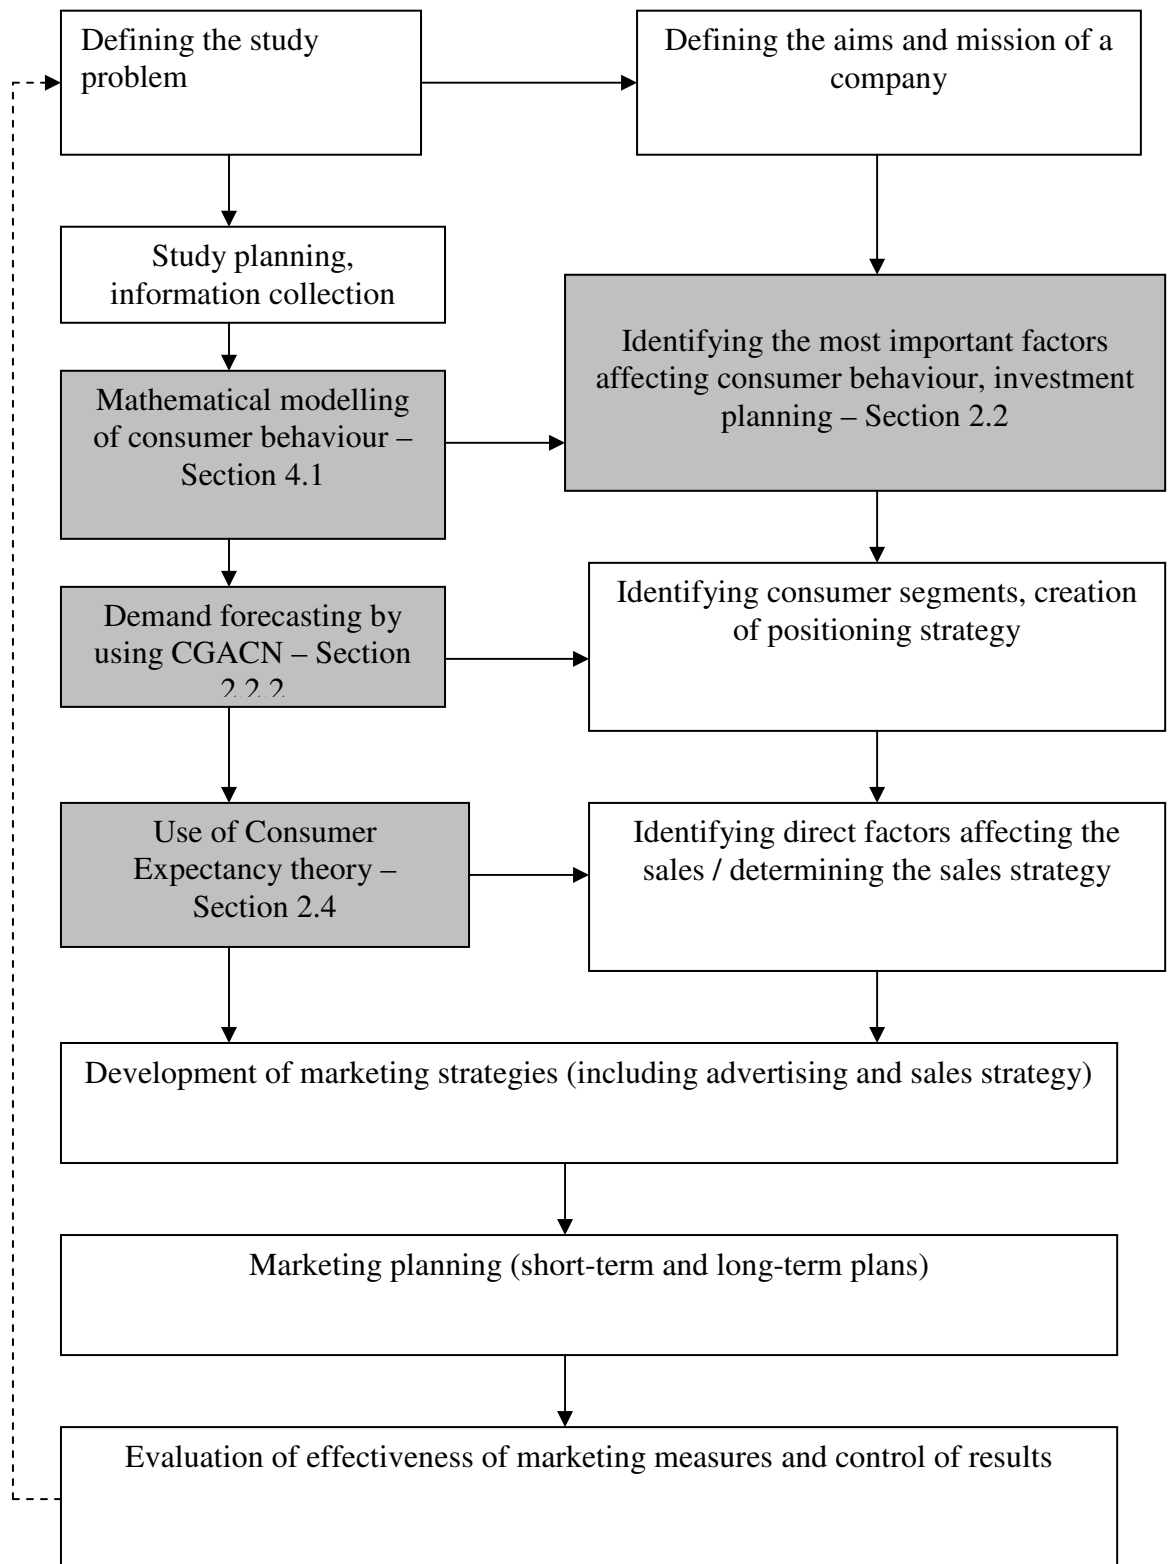 Defining the study
problem
Defining the aims and mission of a
company
Study planning,
information collection
Identifying the most important factors
affecting consumer behaviour, investment
planning – Section 2.2
Mathematical modelling
of consumer behaviour –
Section 4.1
Demand forecasting by
using CGACN – Section
2.2.2
Identifying consumer segments, creation
of positioning strategy
Use of Consumer
Expectancy theory –
Section 2.4
Identifying direct factors affecting the
sales / determining the sales strategy
Development of marketing strategies (including advertising and sales strategy)
Marketing planning (short-term and long-term plans)
Evaluation of effectiveness of marketing measures and control of results